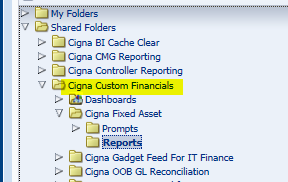 My Folders
Shared Folders
Cigna BI Cache Clear
Cigna CMG Reporting
Cigna Controller Reporting
Cigna Custom Financials
Dashboards
Cigna Fixed Asset
Prompts
Reports
Cigna Gadget Feed For IT Finance
Cigna OOB GL Reconciliation